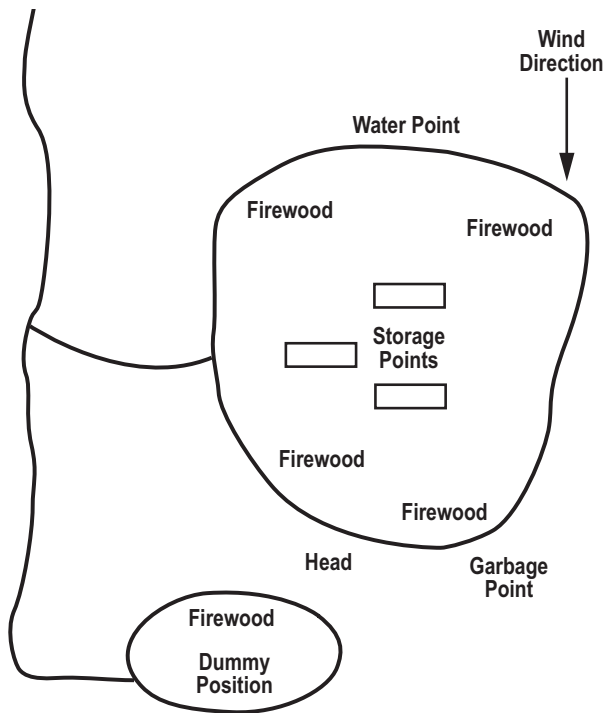 Wind
Direction
Water Point
Firewood
Firewood
Storage
Points
Firewood
Firewood
Head
Garbage
Point
Firewood
Dummy
Position